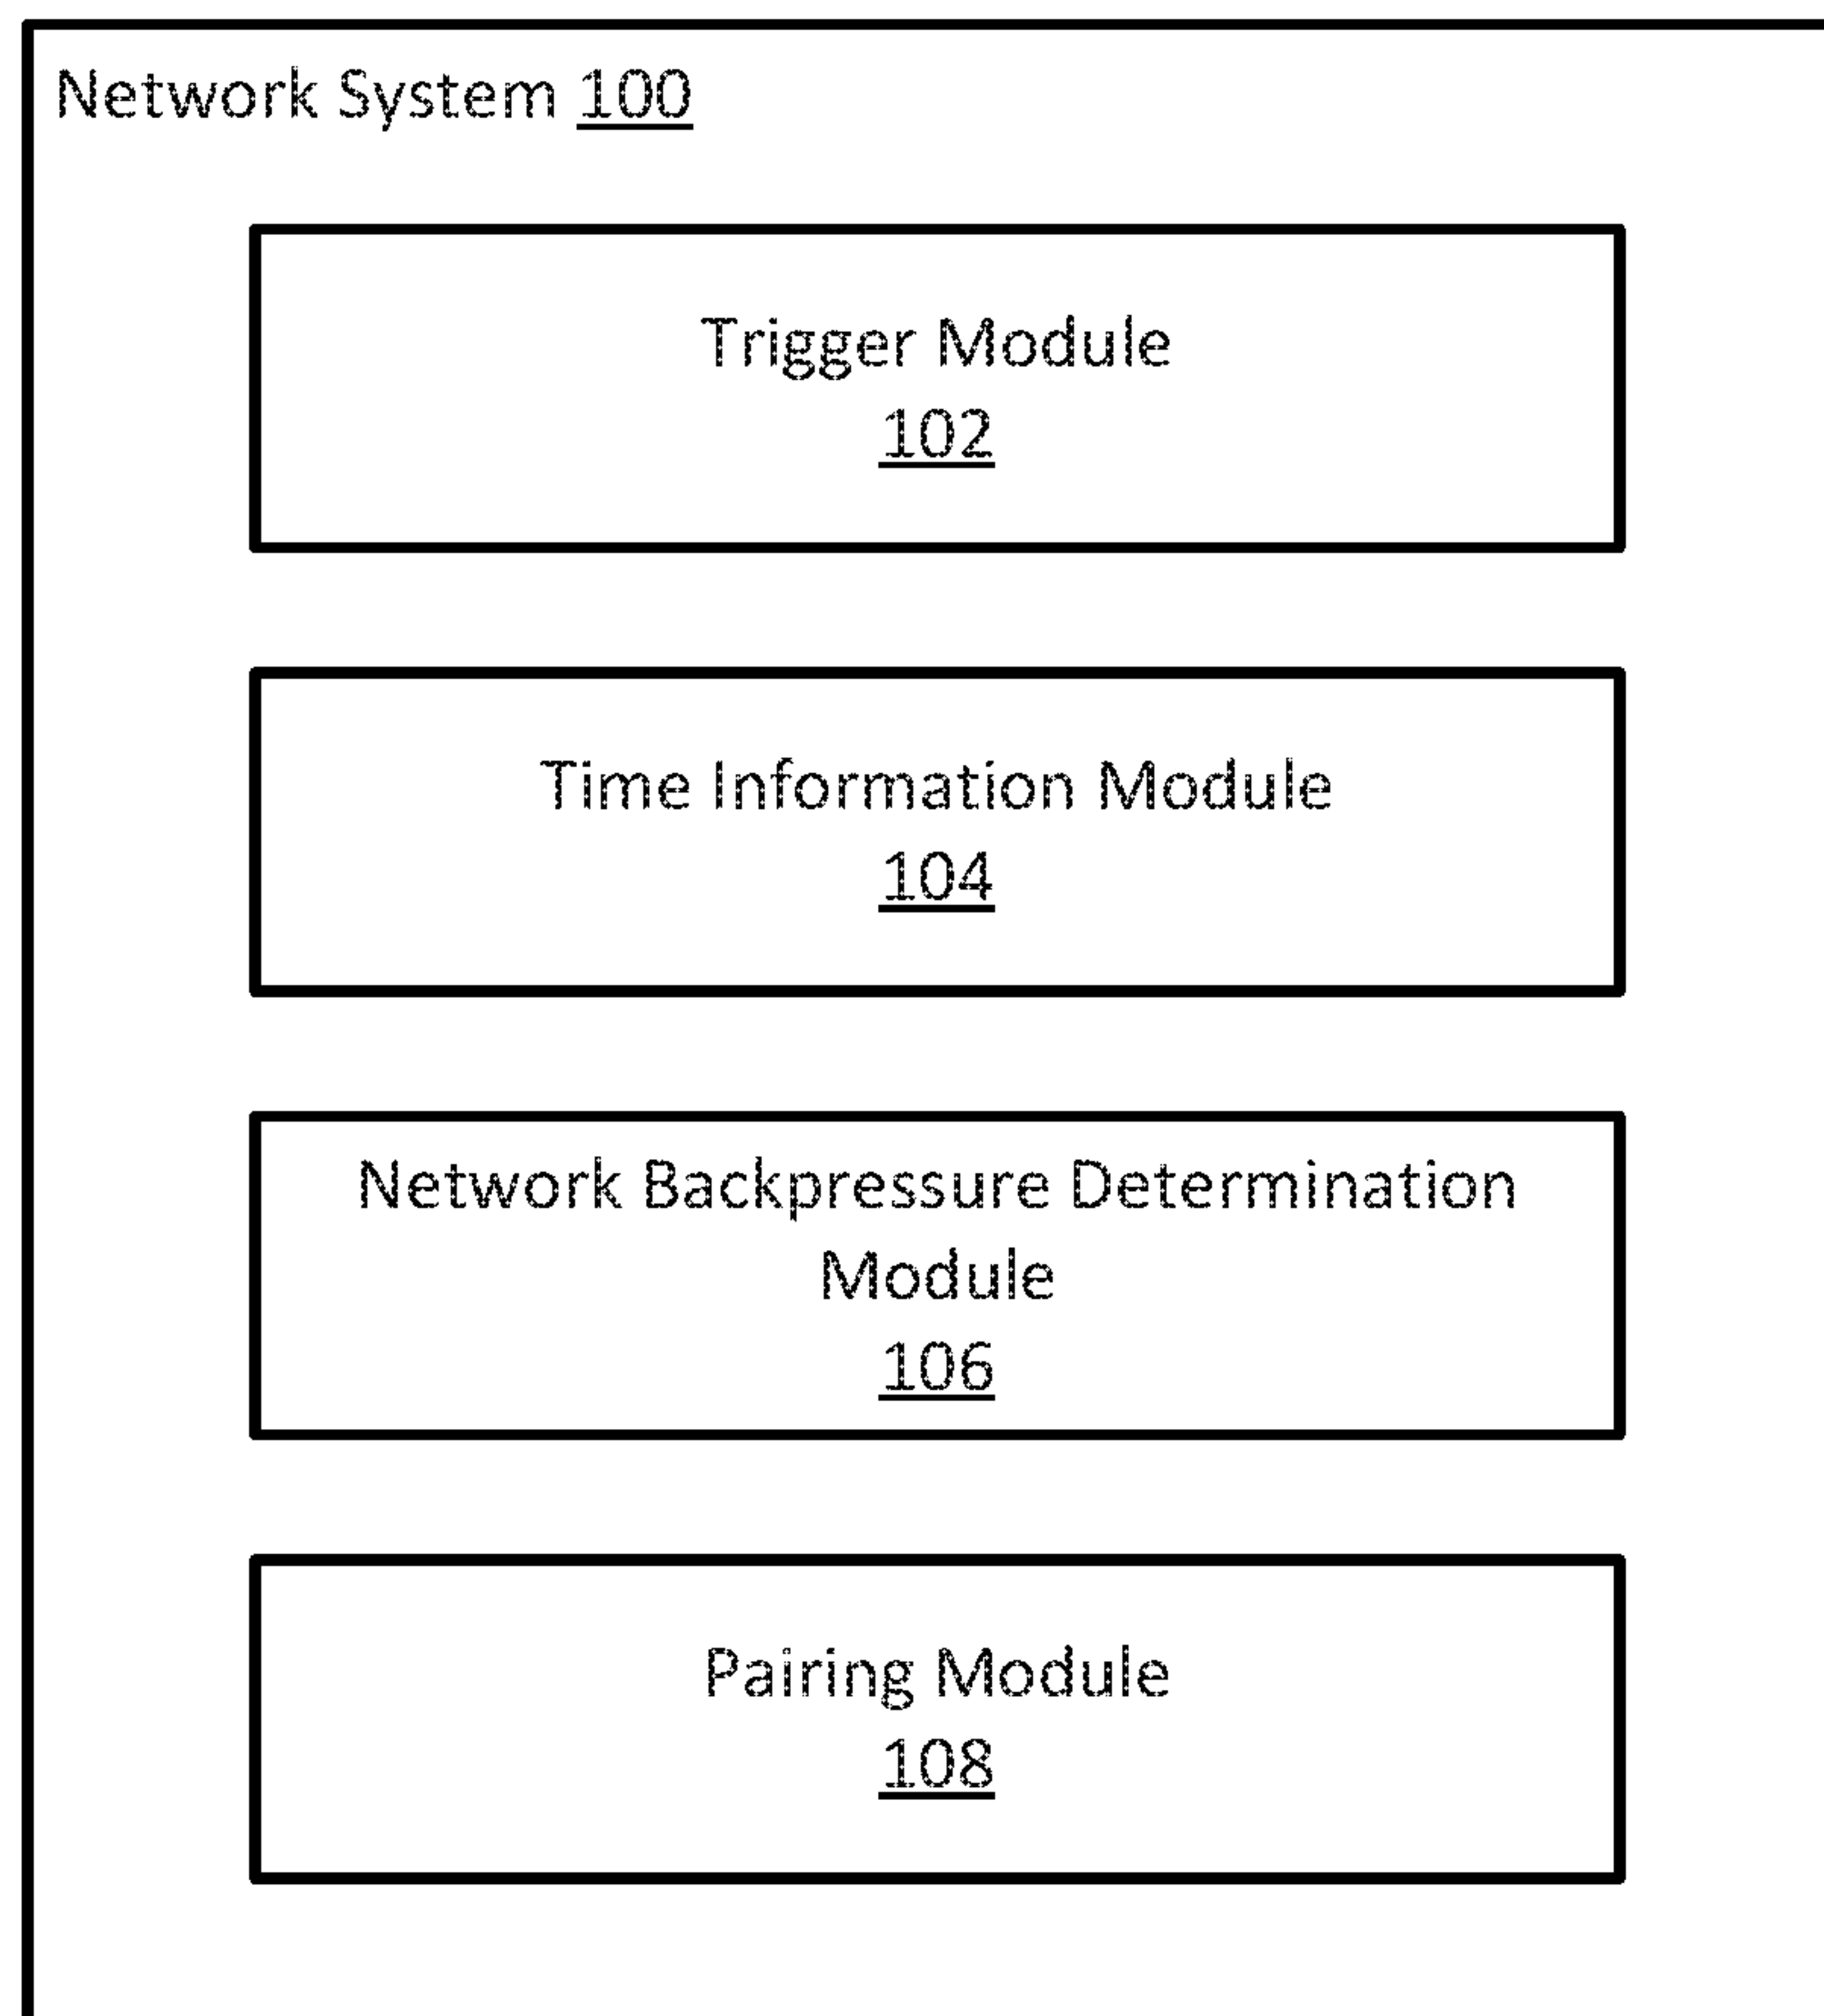 Network System 100
Trigger Module
102
Time Information Module
104
Network Backpressure Determination
Module
106
Pairing Module
108